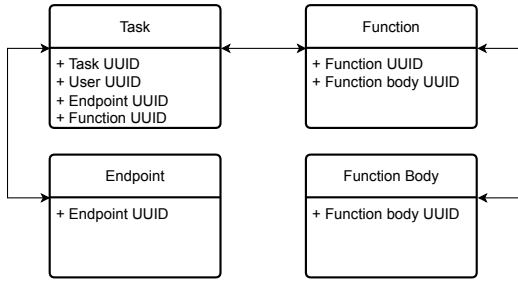 Task
+ Task UUID
+ User UUID
+ Endpoint UUID
+ Function UUID
Function
+ Function UUID
+ Function body UUID
Endpoint
+ Endpoint UUID
Function Body
+ Function body UUID